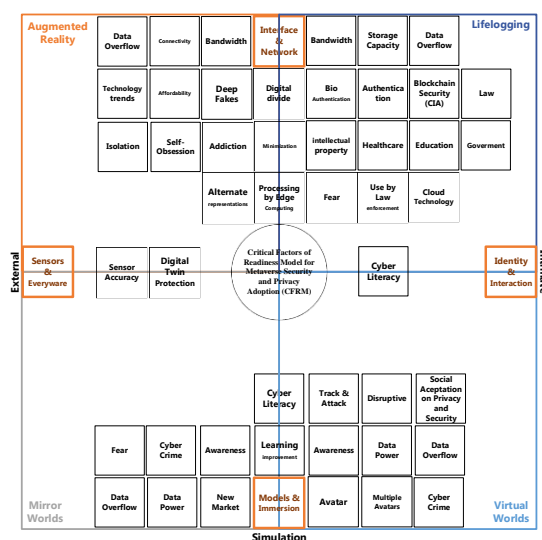 Augmented
Reality
Data
Overflow
Connectivity
Bandwidth
Interface
&
Network
Bandwidth
Storage
Capacity
Data
Overflow
Lifelogging
Technology
trends
Affordability
Deep
Fakes
Digital
divide
Bio
Authentication
Authentica
tion
Blockchain
Security
(CIA)
Law
Isolation
Self-
Obsession
Addiction
Minimization
intellectual
property
Healthcare
Education
Goverment
Alternate
representations
Processing
by Edge
Computing
Fear
Use by
Law
enforcement
Cloud
Technology
External
Sensors
&
Everyware
Sensor
Accuracy
Digital
Twin
Protection
Critical Factors of
Readiness Model for
Metaverse Security
and Privacy
Adoption (CFRM)
Cyber
Literacy
Identity
&
Interaction
Cyber
Literacy
Track &
Attack
Disruptive
Social
Aceptation
on Privacy
and
Security
Fear
Cyber
Crime
Awareness
Learning
improvement
Awareness
Data
Power
Data
Overflow
Mirror
Worlds
Data
Overflow
Data
Power
New
Market
Models &
Immersion
Avatar
Multiple
Avatars
Cyber
Crime
Virtual
Worlds
Simulation